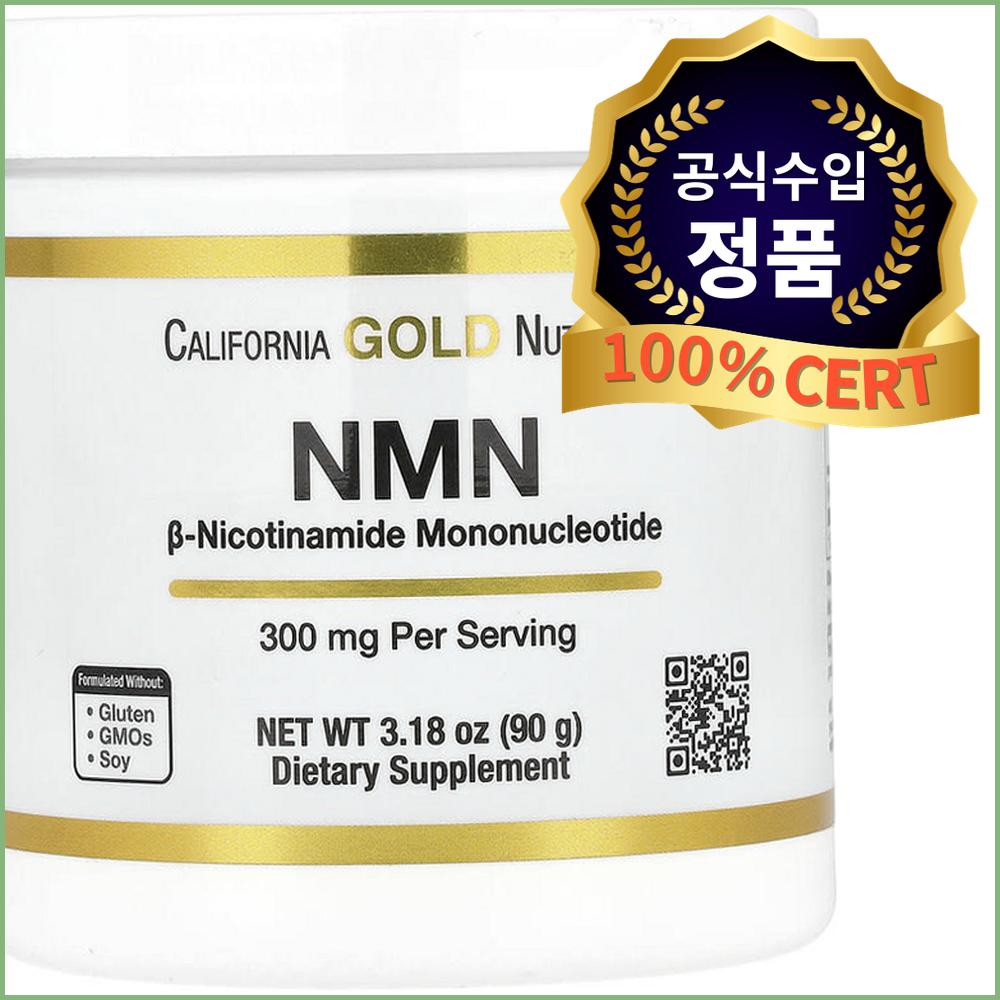 공식수입
정품
100% CERT
CALIFORNIA GOLD
NMN
β-Nicotinamide Mononucleotide
300 mg Per Serving
Formulated Without:
• Gluten
• GMOs
• Soy
NET WT 3.18 oz (90 g)
Dietary Supplement